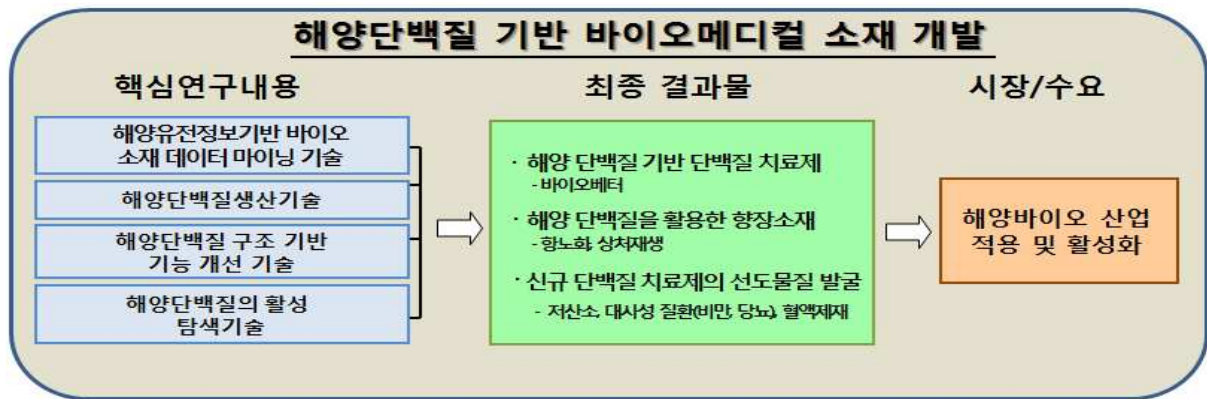 해양단백질 기반 바이오메디컬 소재 개발
핵심연구내용
최종 결과물
시장/수요
해양유전정보기반 바이오
소재 데이터 마이닝 기술
해양단백질생산기술
해양단백질 구조 기반
기능 개선 기술
해양단백질의 활성
탐색기술
· 해양 단백질 기반 단백질 치료제
- 바이오베터
· 해양 단백질을 활용한 향장소재
- 항노화, 상처재생
· 신규 단백질 치료제의 선도물질 발굴
- 저산소, 대사성 질환(비만, 당뇨), 혈액제재
해양바이오 산업
적용 및 활성화